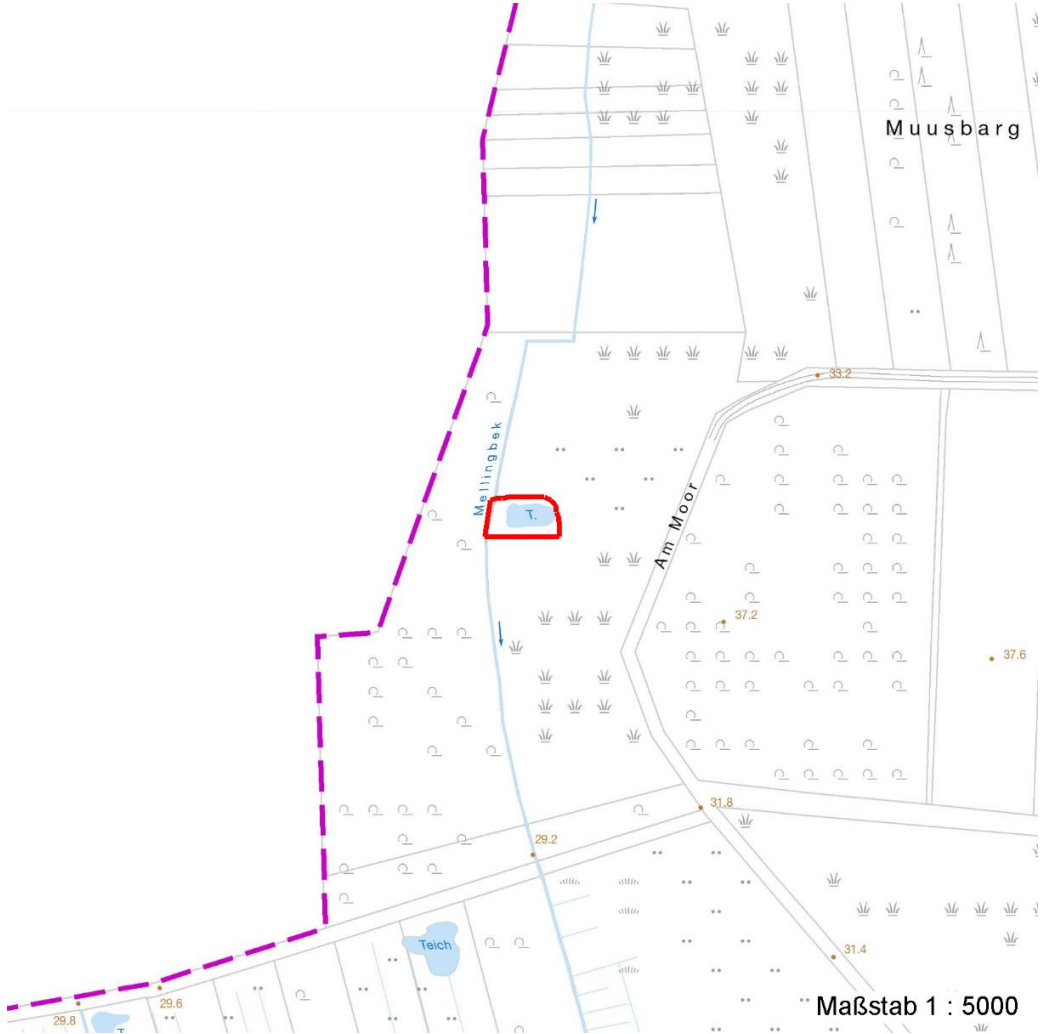 Muusbarg
33.2
Mellingbek
T.
Am Moor
37.2
37.6
31.8
29.2
Teich
31.4
29.6
29.8
T.
Maßstab 1 : 5000